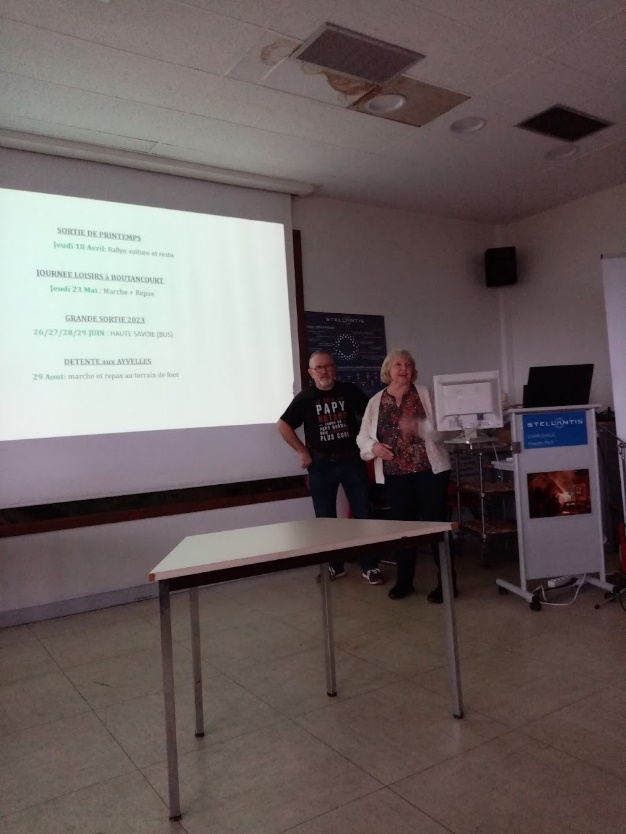 SORTIE DE PRINTEMPS
Jeudi 18 Avril: Rallye voiture et resto
JOURNEE LOISIRS à BOUTANCOURT
Jeudi 23 Mai : Marche + Repas
GRANDE SORTIE 2023
26/27/28/29 JUIN : HAUTE SAVOIE (BUS)
DETENTE aux AYVELLES
29 Aout: marche et repas au terrain de foot
STELLANTIS
PAPY
PLUS COOL
STELLANTIS